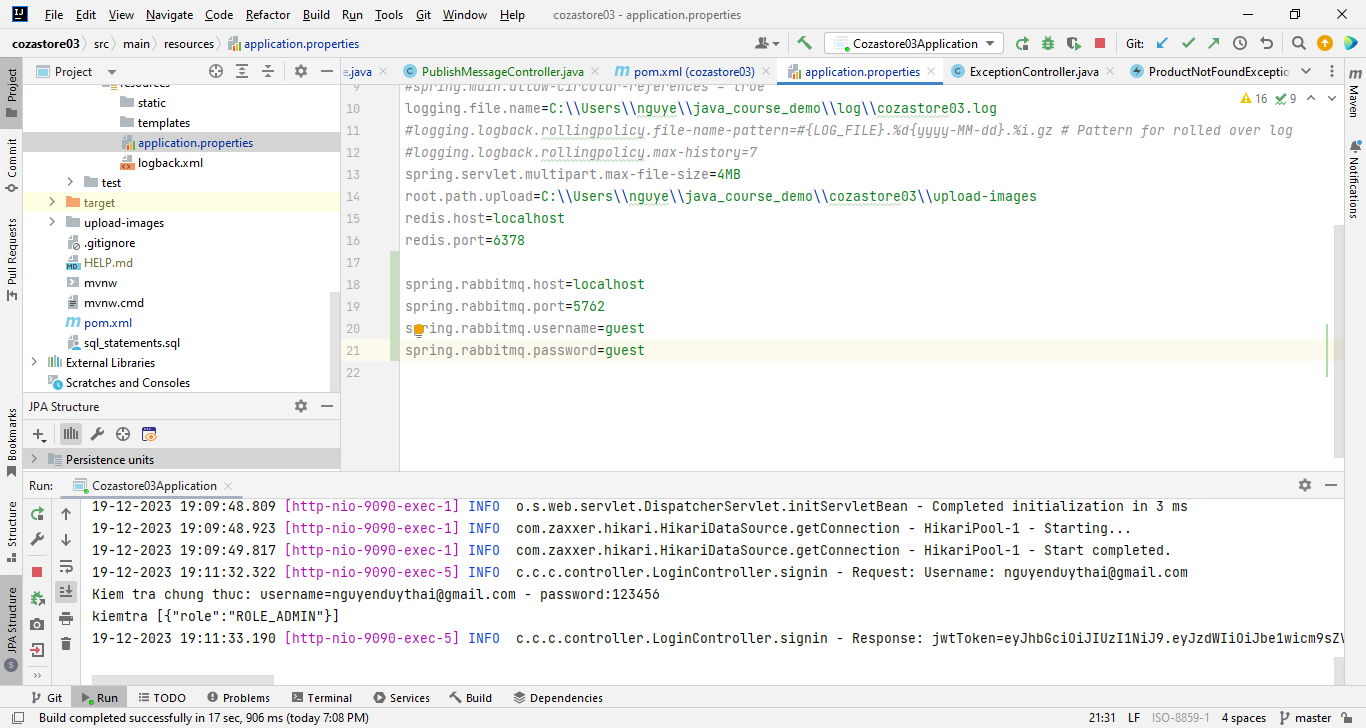 File Edit View Navigate Code Refactor Build Run Tools Git Window Help cozastore03 - application.properties
cozastore03 src main resources application.properties Cozastore03Application Git:
Project e.java PublishMessageController.java pom.xml (cozastore03) application.properties ExceptionController.java ProductNotFoundExceptio
Project
Commit
Pull Requests
Bookmarks
Structure
JPA Structure
resources
static
templates
application.properties
logback.xml
test
target
upload-images
.gitignore
HELP.md
mvnw
mvnw.cmd
pom.xml
sql_statements.sql
External Libraries
Scratches and Consoles
JPA Structure
Persistence units
16 9
9 #spring.main.allow-circular-references = true
10 logging.file.name=C:\\Users\\nguye\\java_course_demo\\log\\cozastore03.log
11 #logging.logback.rollingpolicy.file-name-pattern=#{LOG_FILE}.%d{yyyy-MM-dd}.%i.gz # Pattern for rolled over log
12 #logging.logback.rollingpolicy.max-history=7
13 spring.servlet.multipart.max-file-size=4MB
14 root.path.upload=C:\\Users\\nguye\\java_course_demo\\cozastore03\\upload-images
15 redis.host=localhost
16 redis.port=6378
17
18 spring.rabbitmq.host=localhost
19 spring.rabbitmq.port=5762
20 spring.rabbitmq.username=guest
21 spring.rabbitmq.password=guest
22
Maven
Notifications
Run: Cozastore03Application
19-12-2023 19:09:48.809 [http-nio-9090-exec-1] INFO o.s.web.servlet.DispatcherServlet.initServletBean - Completed initialization in 3 ms
19-12-2023 19:09:48.923 [http-nio-9090-exec-1] INFO com.zaxxer.hikari.HikariDataSource.getConnection - HikariPool-1 - Starting...
19-12-2023 19:09:49.817 [http-nio-9090-exec-1] INFO com.zaxxer.hikari.HikariDataSource.getConnection - HikariPool-1 - Start completed.
19-12-2023 19:11:32.322 [http-nio-9090-exec-5] INFO c.c.c.controller.LoginController.signin - Request: Username: nguyenduythai@gmail.com
Kiem tra chung thuc: username=nguyenduythai@gmail.com - password:123456
kiemtra [{"role":"ROLE_ADMIN"}]
19-12-2023 19:11:33.190 [http-nio-9090-exec-5] INFO c.c.c.controller.LoginController.signin - Response: jwtToken=eyJhbGciOiJIUzI1NiJ9.eyJzdWIiOiJbe1wicm9sZV
Git Run TODO Problems Terminal Services Build Dependencies
Build completed successfully in 17 sec, 906 ms (today 7:08 PM) 21:31 LF ISO-8859-1 4 spaces master